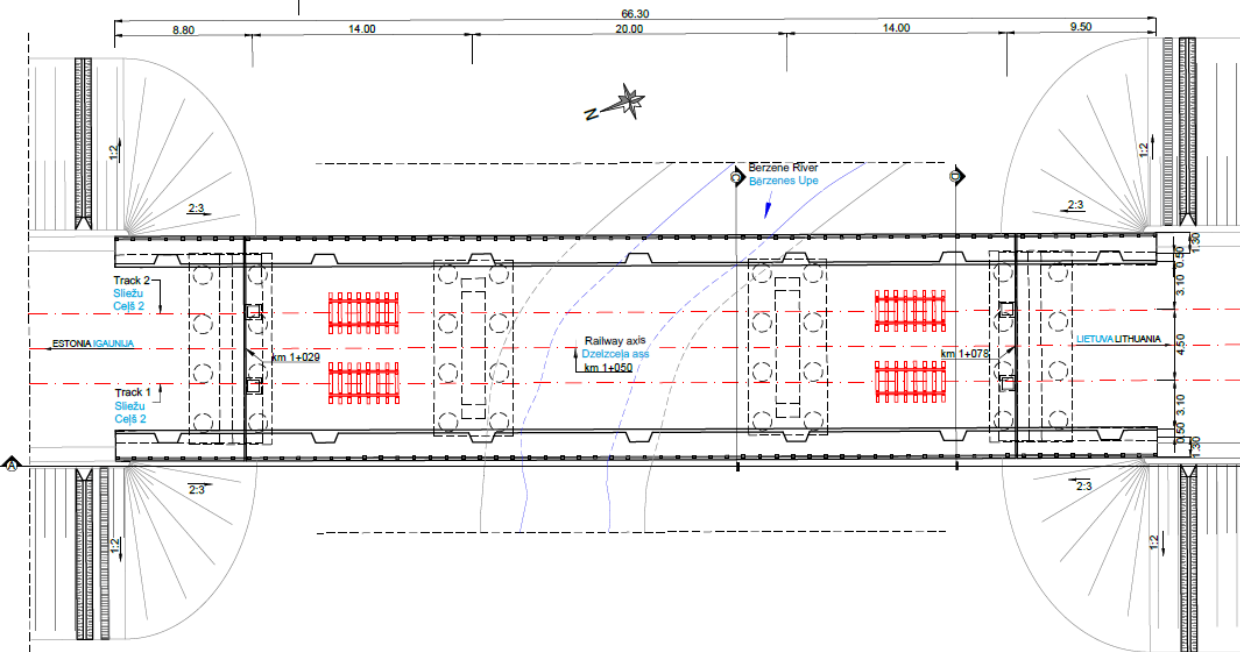 66.30
8.80
14.00
20.00
14.00
9.50
N
1:2
1:2
Berzene River
Bērzenes Upe
C
D
2:3
2:3
1.30
0.50
3.10
4.50
3.10
0.50
1.30
Track 2
Sliežu
Ceļš 2
ESTONIA IGAUNIJA
km 1+029
Railway axis
Dzelzceļa ass
km 1+050
km 1+078
LIETUVA LITHUANIA
Track 1
Sliežu
Ceļš 2
A
2:3
2:3
1:2
1:2